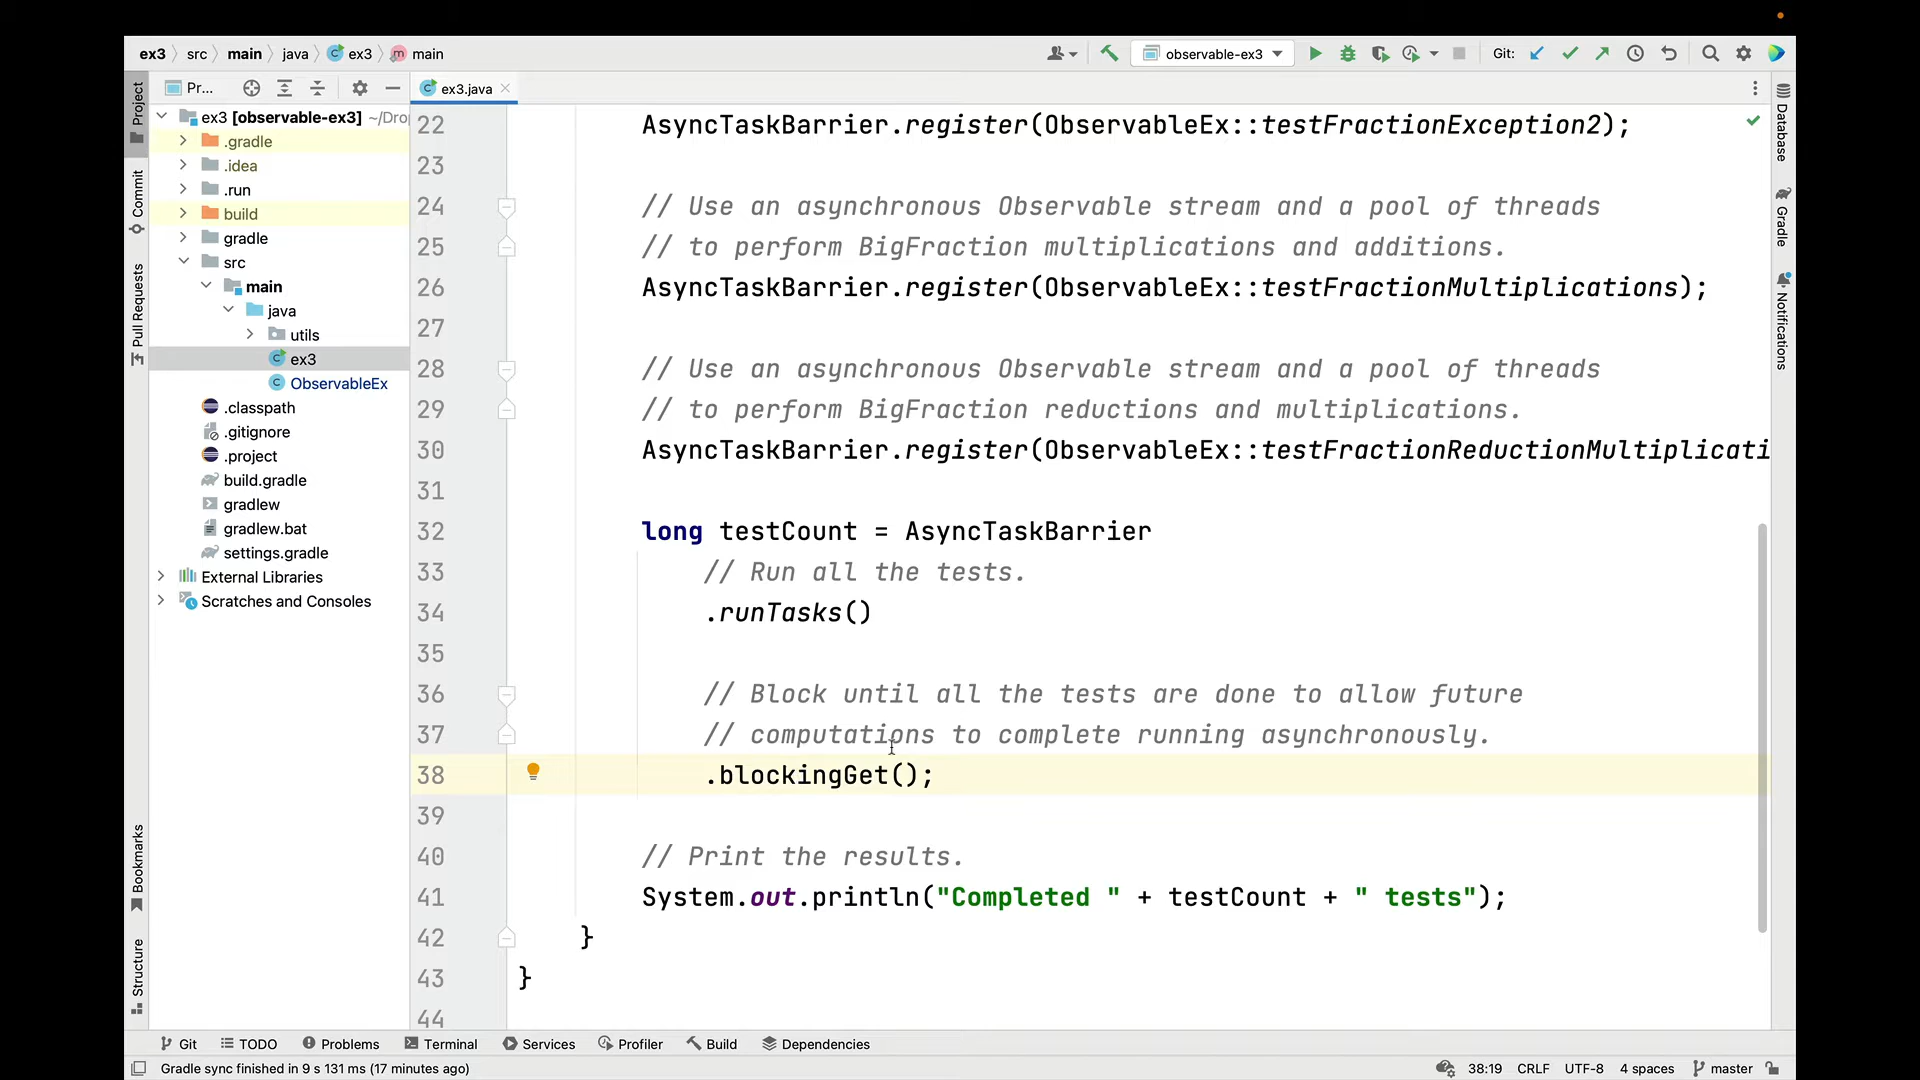 ex3 src main java ex3 main observable-ex3 Git:
Pr... ex3.java
Project
Commit
Pull Requests
Bookmarks
Structure
ex3 [observable-ex3] ~/Dro
.gradle
.idea
.run
build
gradle
src
main
java
utils
ex3
ObservableEx
.classpath
.gitignore
.project
build.gradle
gradlew
gradlew.bat
settings.gradle
External Libraries
Scratches and Consoles
22 AsyncTaskBarrier.register(ObservableEx::testFractionException2);
23
24 // Use an asynchronous Observable stream and a pool of threads
25 // to perform BigFraction multiplications and additions.
26 AsyncTaskBarrier.register(ObservableEx::testFractionMultiplications);
27
28 // Use an asynchronous Observable stream and a pool of threads
29 // to perform BigFraction reductions and multiplications.
30 AsyncTaskBarrier.register(ObservableEx::testFractionReductionMultiplicati
31
32 long testCount = AsyncTaskBarrier
33 // Run all the tests.
34 .runTasks()
35
36 // Block until all the tests are done to allow future
37 // computations to complete running asynchronously.
38 .blockingGet();
39
40 // Print the results.
41 System.out.println("Completed " + testCount + " tests");
42 }
43 }
44
Database
Gradle
Notifications
Git TODO Problems Terminal Services Profiler Build Dependencies
Gradle sync finished in 9 s 131 ms (17 minutes ago) 38:19 CRLF UTF-8 4 spaces master